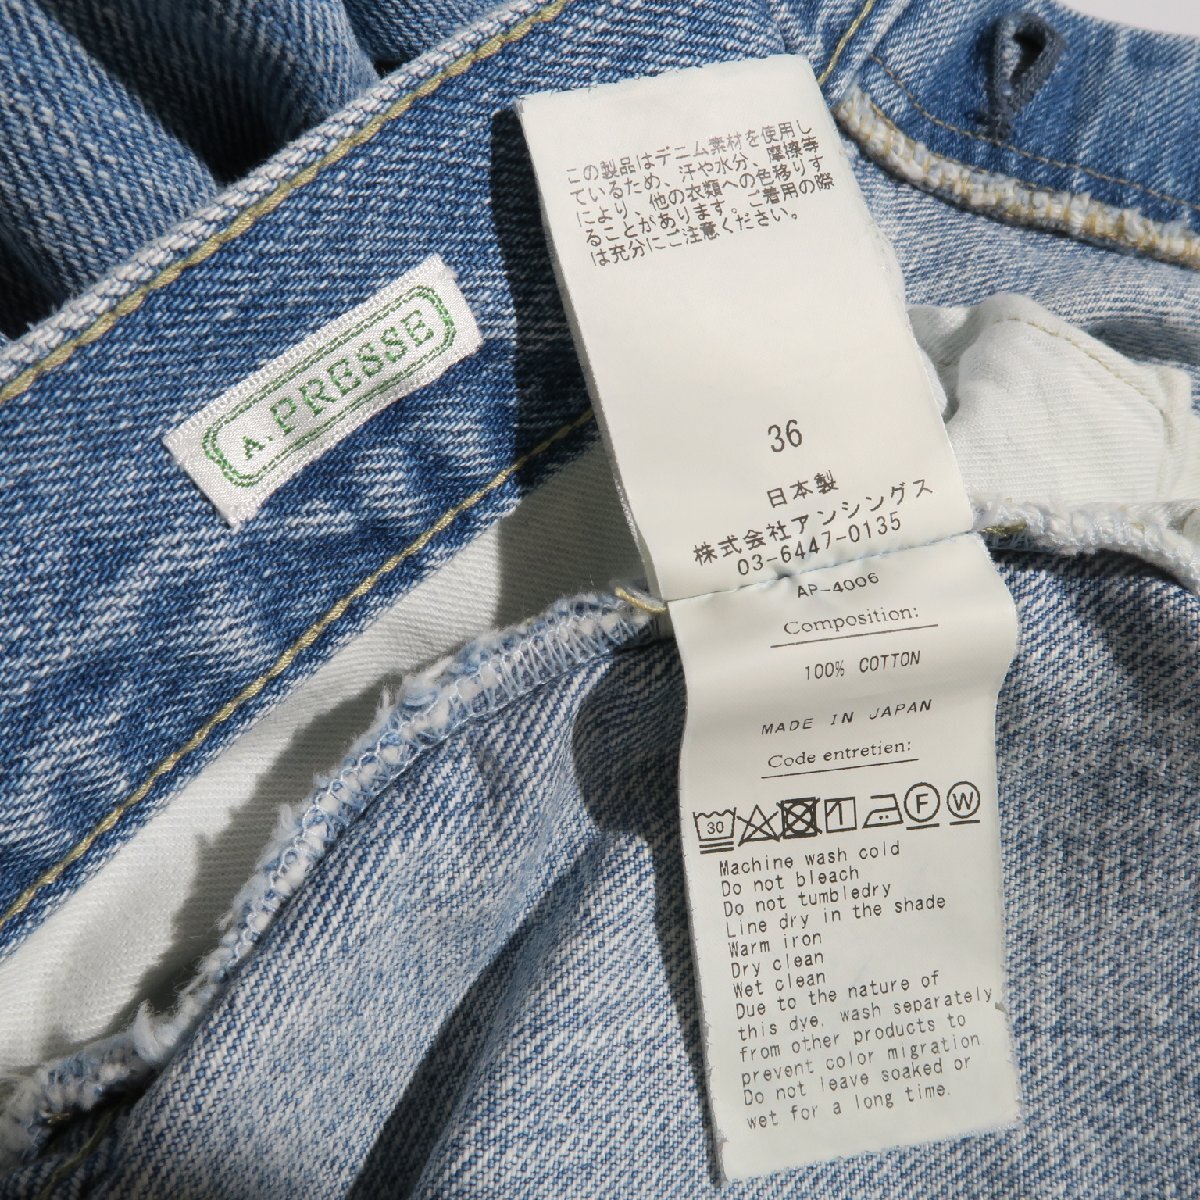 A.PRESSE
この製品はデニム素材を使用し
ているため、汗や水分、摩擦等
により、他の衣類への色移りす
ることがあります。ご着用の際
は充分にご注意ください。
36
日本製
株式会社アンシングス
03-6447-0135
AP-4006
Composition:
100% COTTON
MADE IN JAPAN
Code entretien:
30 F W
Machine wash cold
Do not bleach
Do not tumbledry
Line dry in the shade
Warm iron
Dry clean
Wet clean
Due to the nature of
this dye, wash separately
from other products to
prevent color migration
Do not leave soaked or
wet for a long time.